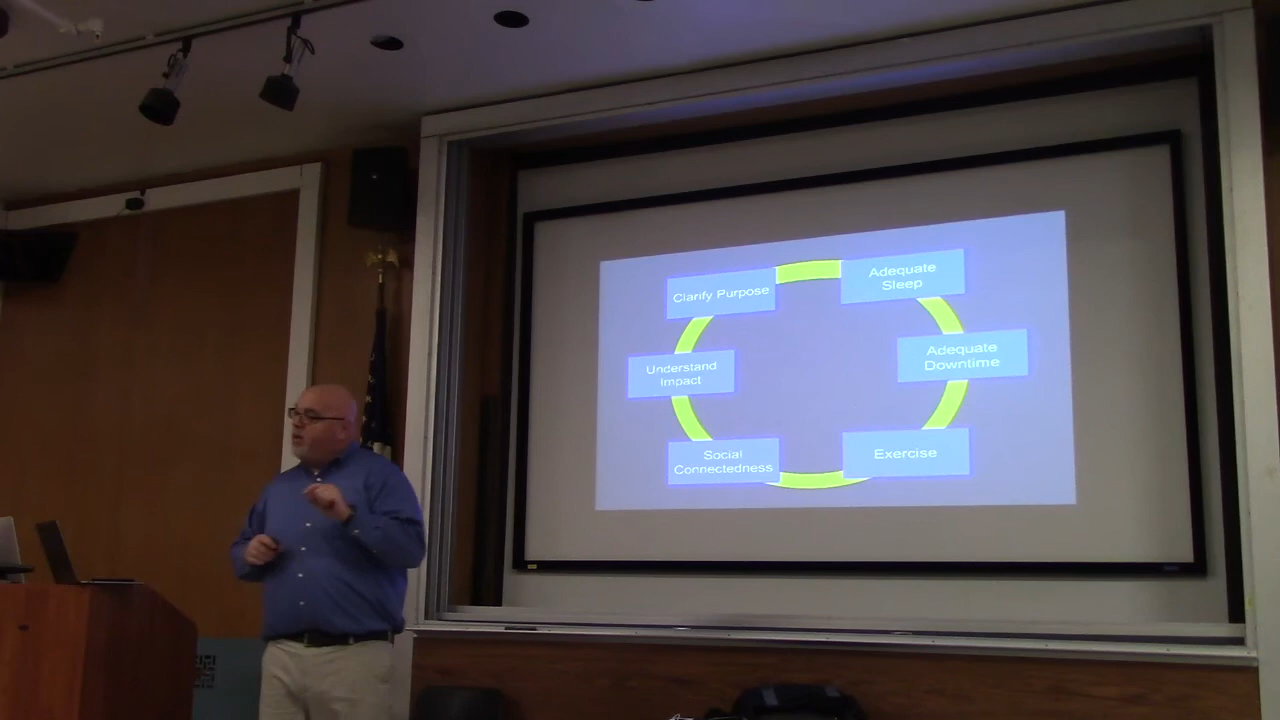 Clarify Purpose
Adequate
Sleep
Understand
Impact
Adequate
Downtime
Social
Connectedness
Exercise